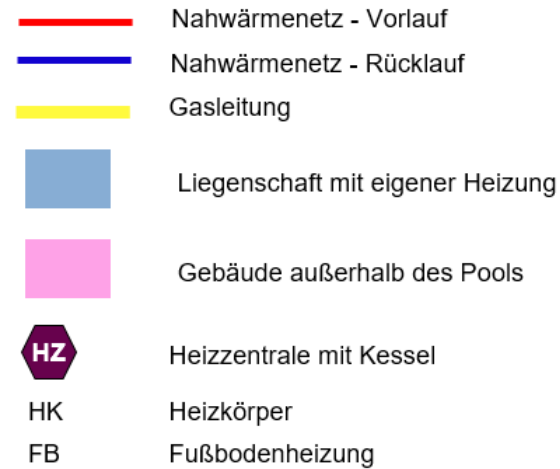 Nahwärmenetz - Vorlauf
Nahwärmenetz - Rücklauf
Gasleitung
Liegenschaft mit eigener Heizung
Gebäude außerhalb des Pools
HZ Heizzentrale mit Kessel
HK Heizkörper
FB Fußbodenheizung